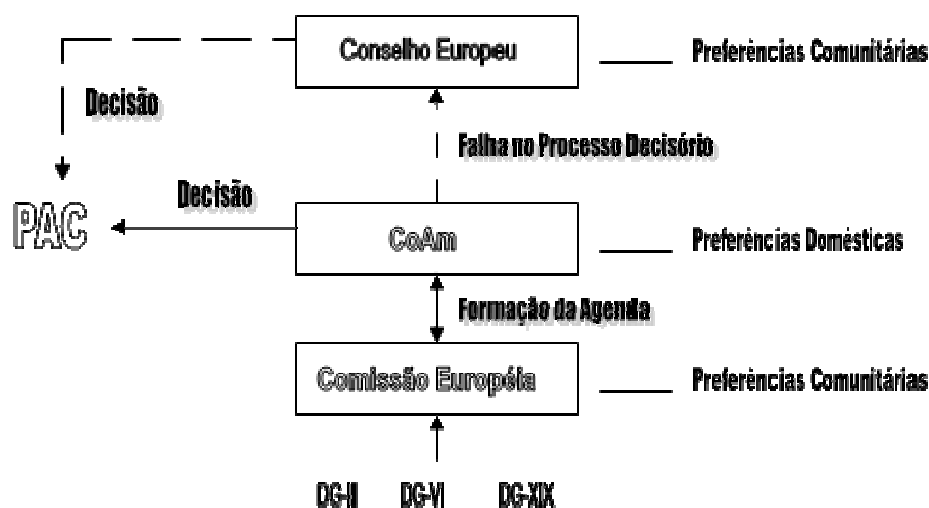 Conselho Europeu
Preferências Comunitárias
Decisão
Falha no Processo Decisório
Decisão
PAC
CoAm
Preferências Domésticas
Formação da Agenda
Comissão Européia
Preferências Comunitárias
DG-II DG-VI DG-XIX